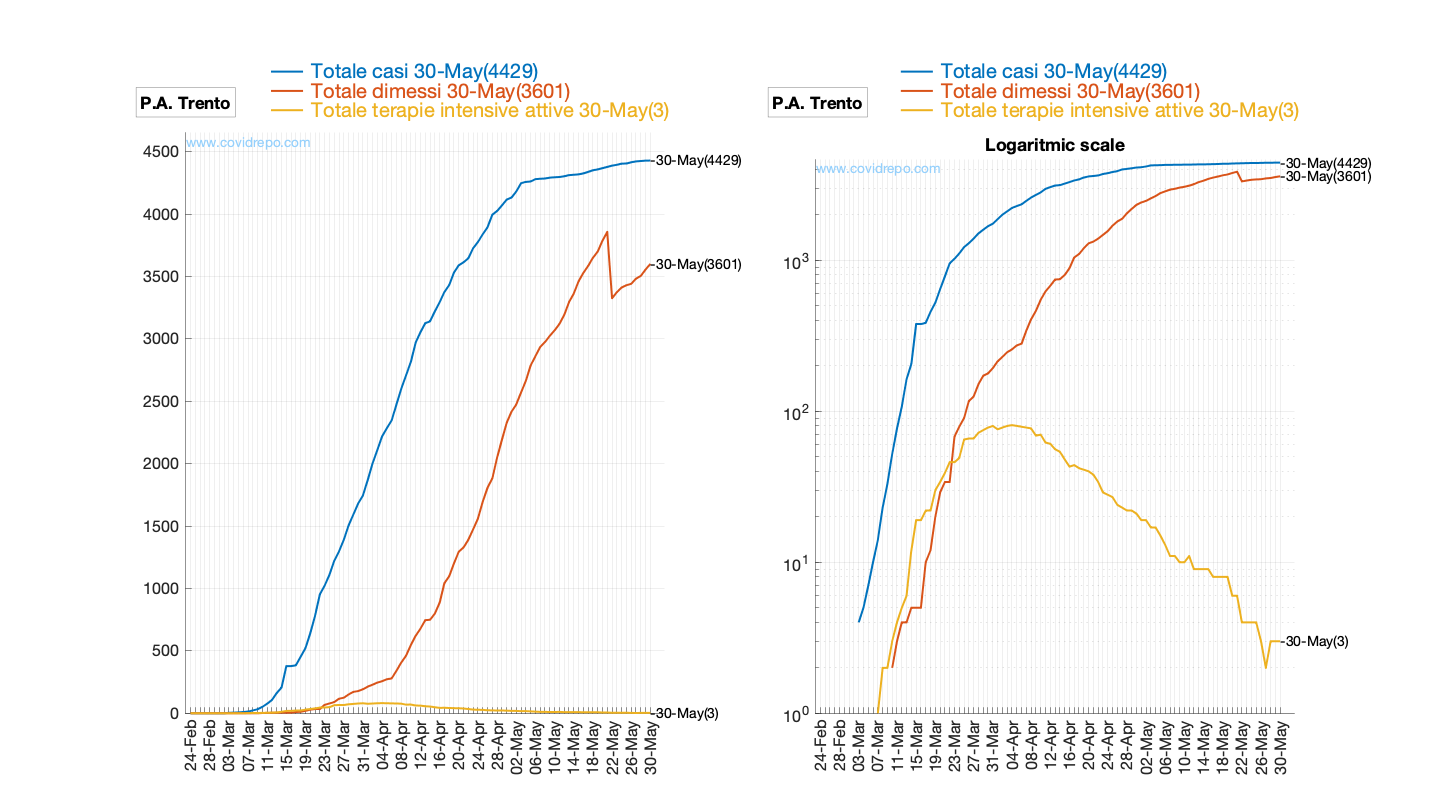 Totale casi 30-May(4429)
Totale dimessi 30-May(3601)
Totale terapie intensive attive 30-May(3)
P.A. Trento
www.covidrepo.com
4500
4000
3500
3000
2500
2000
1500
1000
500
0
30-May(4429)
30-May(3601)
30-May(3)
24-Feb
28-Feb
03-Mar
07-Mar
11-Mar
15-Mar
19-Mar
23-Mar
27-Mar
31-Mar
04-Apr
08-Apr
12-Apr
16-Apr
20-Apr
24-Apr
28-Apr
02-May
06-May
10-May
14-May
18-May
22-May
26-May
30-May
Totale casi 30-May(4429)
Totale dimessi 30-May(3601)
Totale terapie intensive attive 30-May(3)
P.A. Trento
Logaritmic scale
www.covidrepo.com
10³
10²
10¹
10⁰
30-May(4429)
30-May(3601)
30-May(3)
24-Feb
28-Feb
03-Mar
07-Mar
11-Mar
15-Mar
19-Mar
23-Mar
27-Mar
31-Mar
04-Apr
08-Apr
12-Apr
16-Apr
20-Apr
24-Apr
28-Apr
02-May
06-May
10-May
14-May
18-May
22-May
26-May
30-May